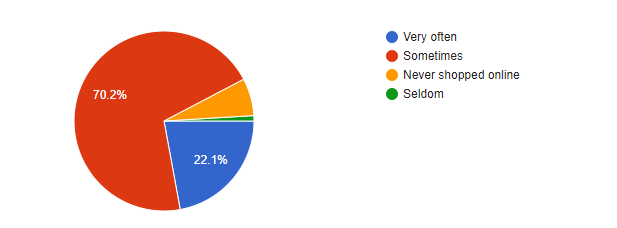 Very often
Sometimes
Never shopped online
Seldom
70.2%
22.1%